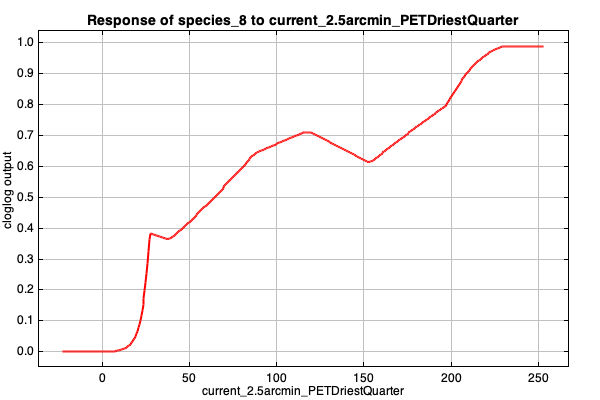 Response of species_8 to current_2.5arcmin_PETDriestQuarter
1.0
0.9
0.8
0.7
0.6
0.5
0.4
0.3
0.2
0.1
0.0
cloglog output
0 50 100 150 200 250
current_2.5arcmin_PETDriestQuarter